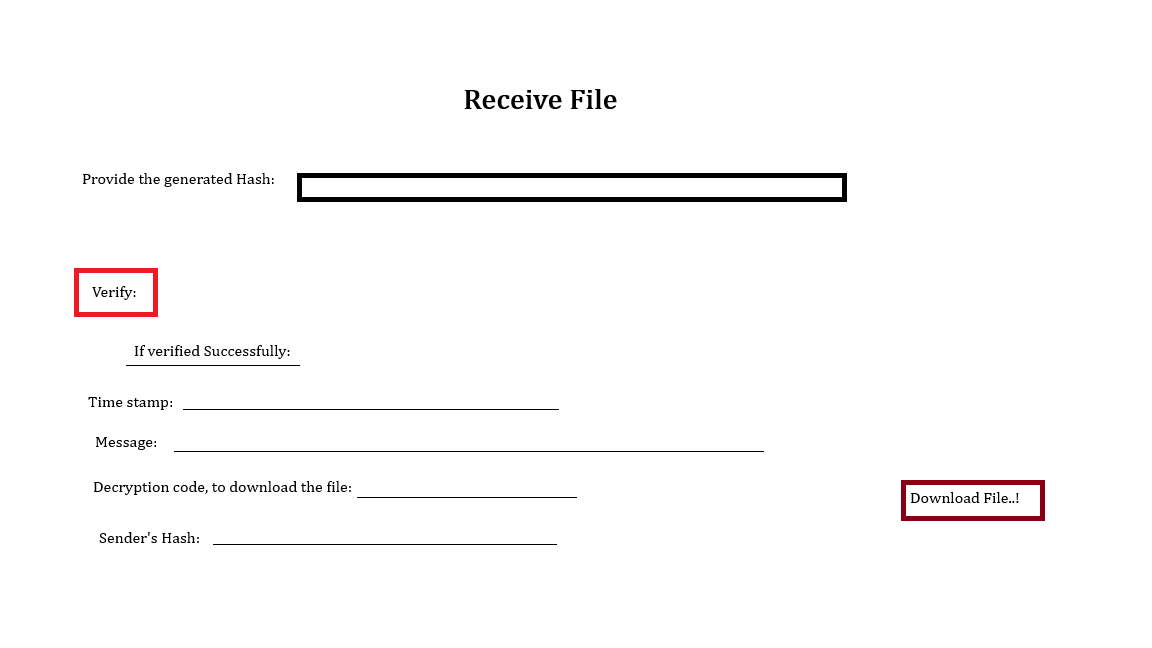 Receive File
Provide the generated Hash:
Verify:
If verified Successfully:
Time stamp:
Message:
Decryption code, to download the file:
Download File..!
Sender's Hash: